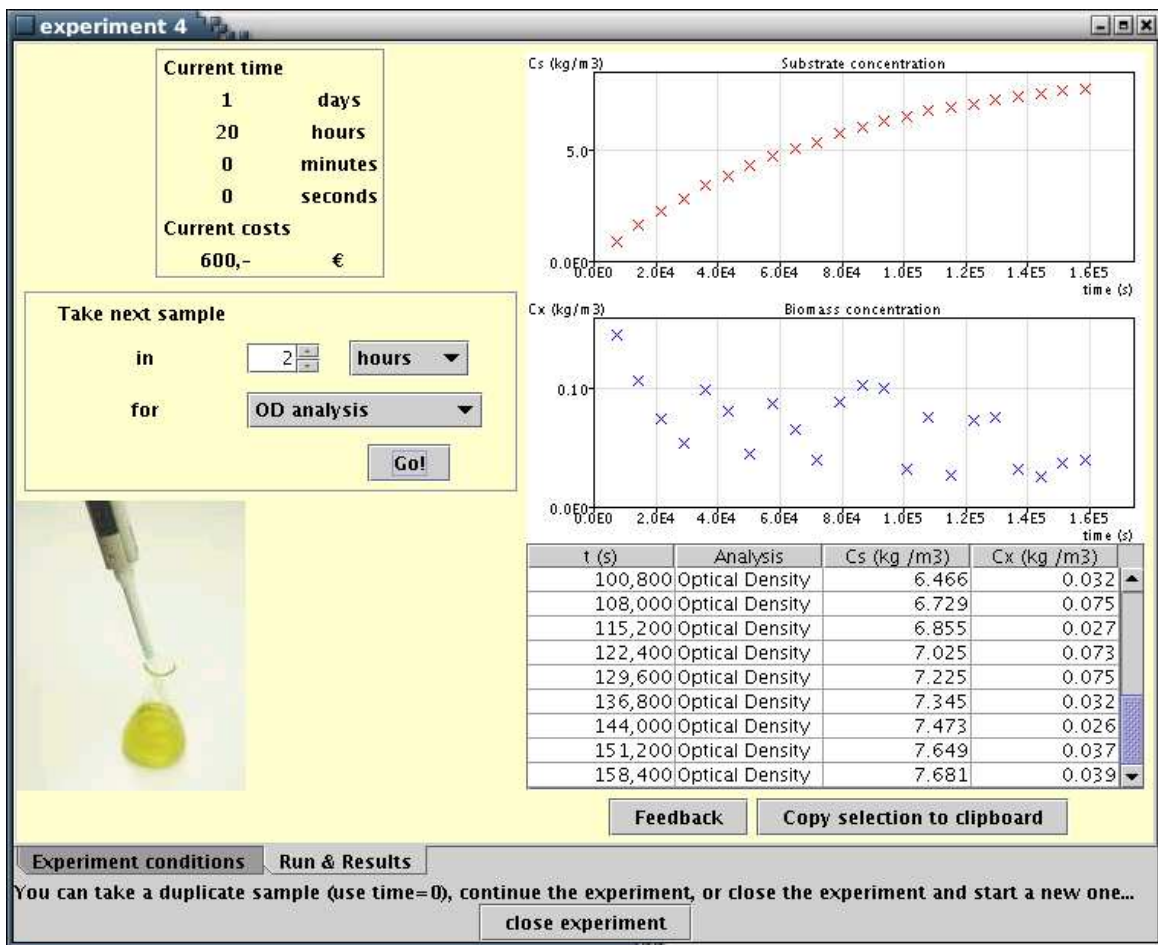 experiment 4
Current time
1 days
20 hours
0 minutes
0 seconds
Current costs
600,- €
Take next sample
in 2 hours
for OD analysis
Go!
Cs (kg/m3) Substrate concentration
5.0
0.0E0
0.0E0 2.0E4 4.0E4 6.0E4 8.0E4 1.0E5 1.2E5 1.4E5 1.6E5
time (s)
Cx (kg/m3) Biomass concentration
0.10
0.0E0
0.0E0 2.0E4 4.0E4 6.0E4 8.0E4 1.0E5 1.2E5 1.4E5 1.6E5
time (s)
t (s) Analysis Cs (kg /m3) Cx (kg /m3)
100,800 Optical Density 6.466 0.032
108,000 Optical Density 6.729 0.075
115,200 Optical Density 6.855 0.027
122,400 Optical Density 7.025 0.073
129,600 Optical Density 7.225 0.075
136,800 Optical Density 7.345 0.032
144,000 Optical Density 7.473 0.026
151,200 Optical Density 7.649 0.037
158,400 Optical Density 7.681 0.039
Feedback Copy selection to clipboard
Experiment conditions Run & Results
You can take a duplicate sample (use time=0), continue the experiment, or close the experiment and start a new one...
close experiment